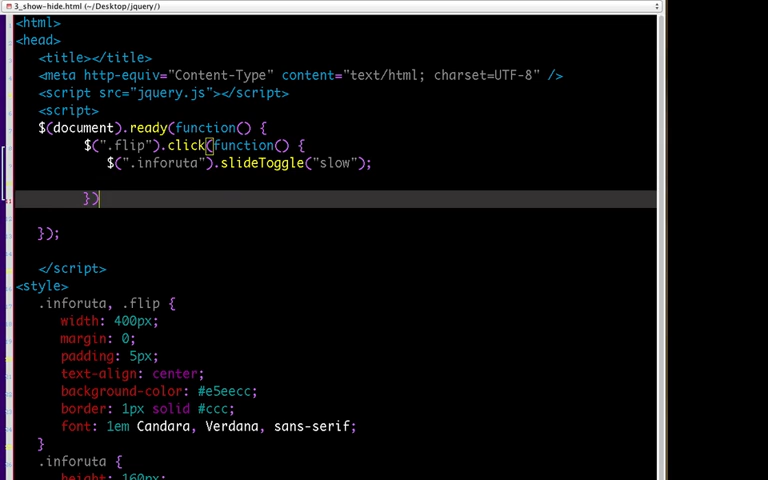 3_show-hide.html (~/Desktop/jquery/)
<html>
<head>
<title></title>
<meta http-equiv="Content-Type" content="text/html; charset=UTF-8" />
<script src="jquery.js"></script>
<script>
$(document).ready(function() {
$(".flip").click(function() {
$(".inforuta").slideToggle("slow");
})
});
</script>
<style>
.inforuta, .flip {
width: 400px;
margin: 0;
padding: 5px;
text-align: center;
background-color: #e5eecc;
border: 1px solid #ccc;
font: 1em Candara, Verdana, sans-serif;
}
.inforuta {
height: 160px;